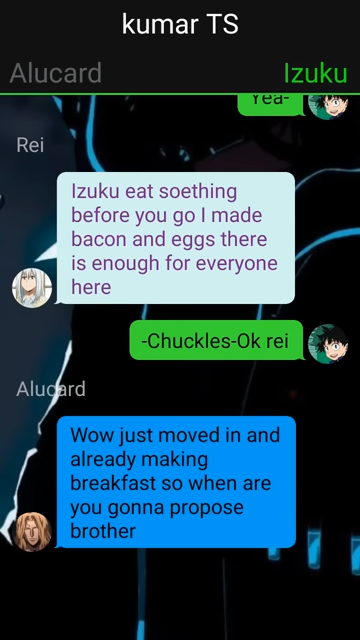 kumar TS
Alucard
Izuku
Yea-
Rei
Izuku eat soething
before you go I made
bacon and eggs there
is enough for everyone
here
-Chuckles-Ok rei
Alucard
Wow just moved in and
already making
breakfast so when are
you gonna propose
brother